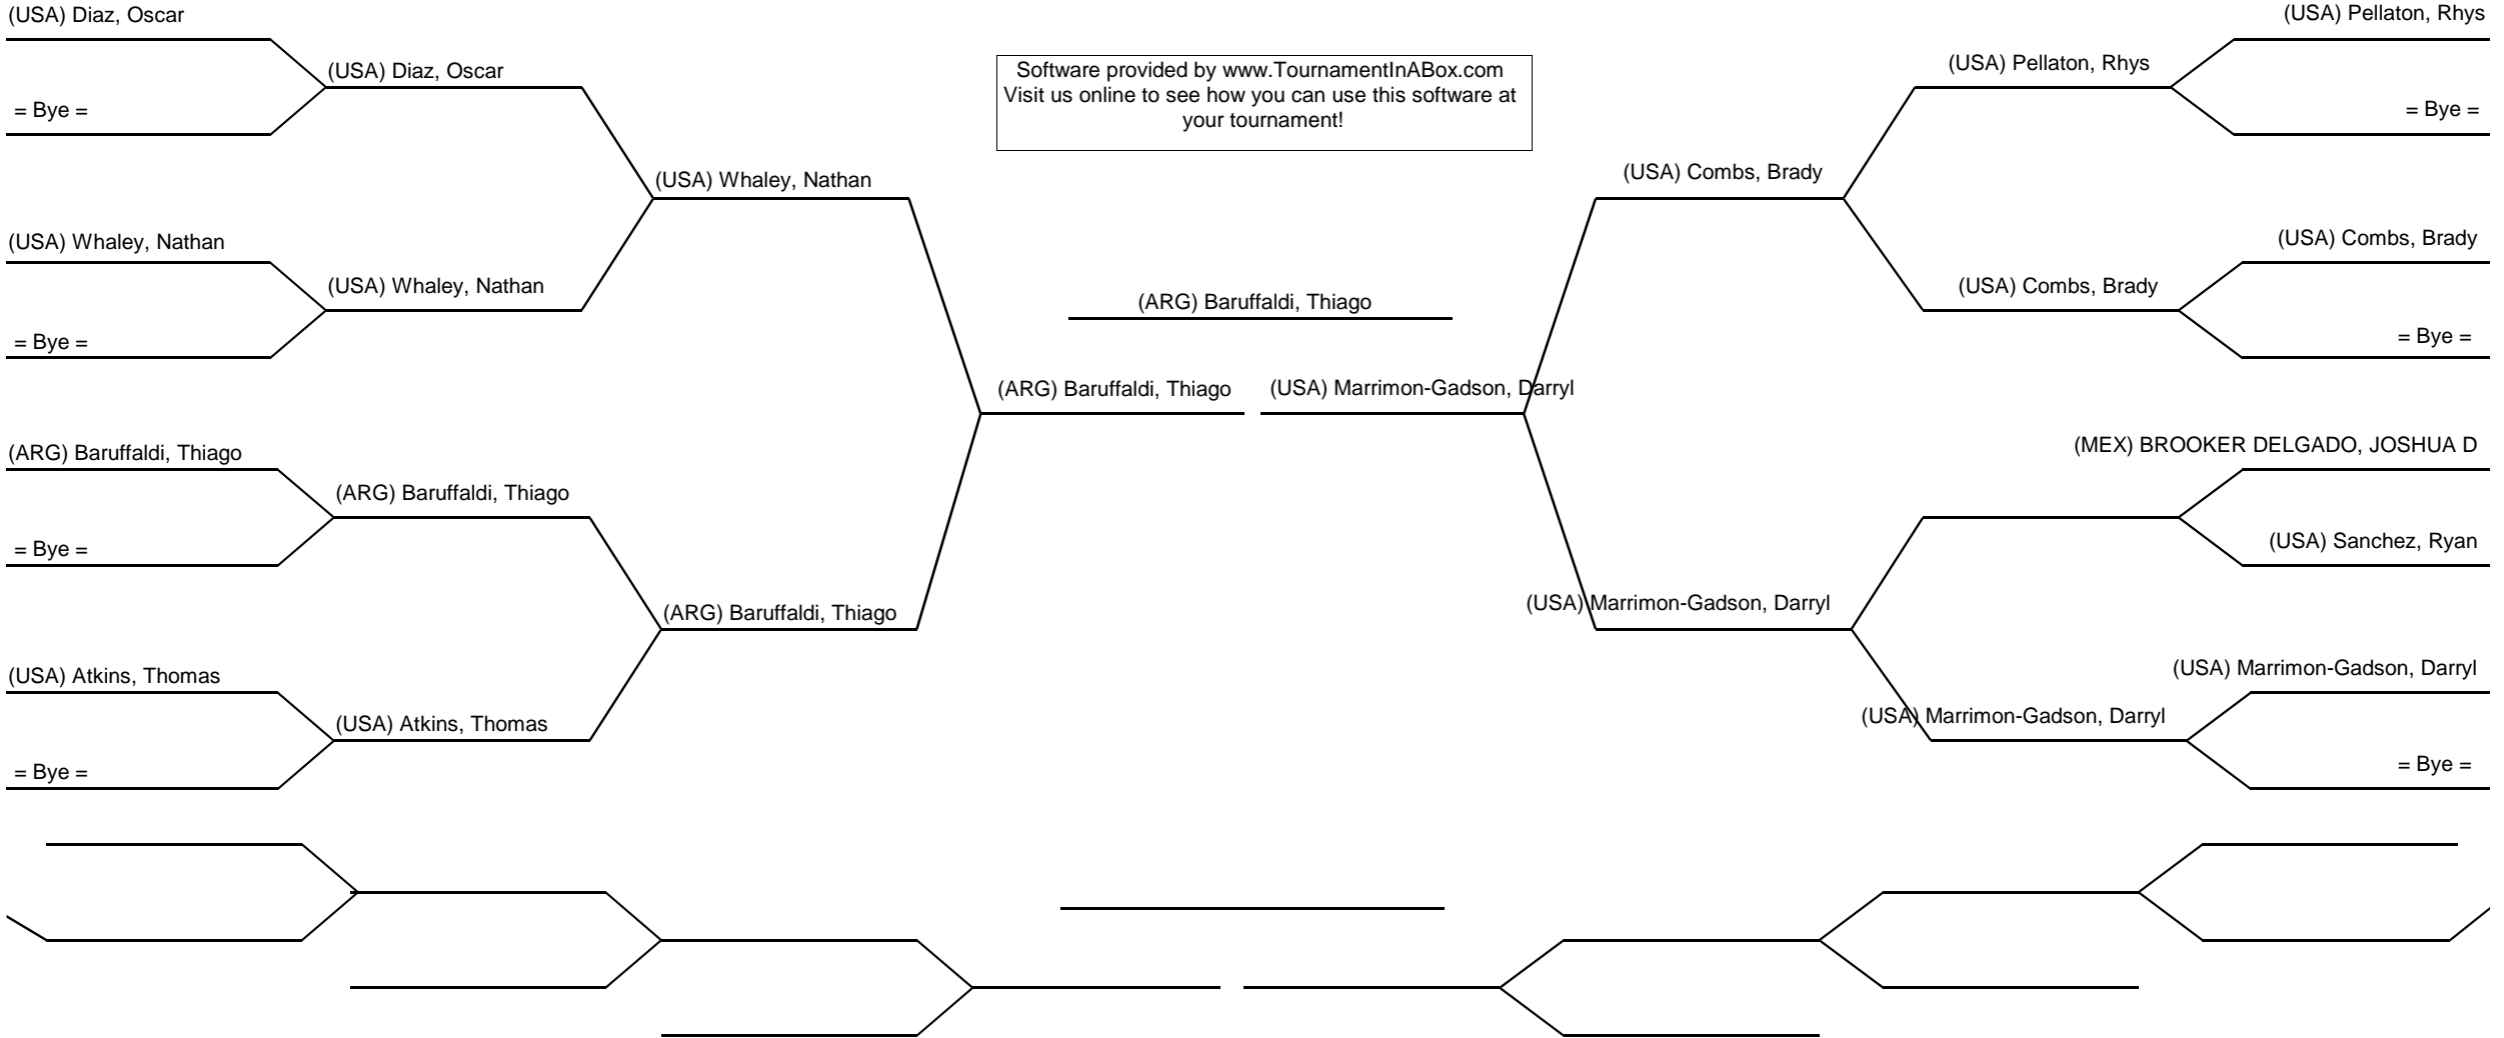 (USA) Diaz, Oscar
= Bye =
(USA) Whaley, Nathan
= Bye =
(ARG) Baruffaldi, Thiago
= Bye =
(USA) Atkins, Thomas
= Bye =
(USA) Diaz, Oscar
(USA) Whaley, Nathan
(ARG) Baruffaldi, Thiago
(USA) Atkins, Thomas
(USA) Whaley, Nathan
(ARG) Baruffaldi, Thiago
Software provided by www.TournamentInABox.com
Visit us online to see how you can use this software at
your tournament!
(ARG) Baruffaldi, Thiago
(ARG) Baruffaldi, Thiago
(USA) Marrimon-Gadson, Darryl
(USA) Combs, Brady
(USA) Marrimon-Gadson, Darryl
(USA) Pellaton, Rhys
(USA) Combs, Brady
(USA) Marrimon-Gadson, Darryl
(USA) Pellaton, Rhys
= Bye =
(USA) Combs, Brady
= Bye =
(MEX) BROOKER DELGADO, JOSHUA D
(USA) Sanchez, Ryan
(USA) Marrimon-Gadson, Darryl
= Bye =